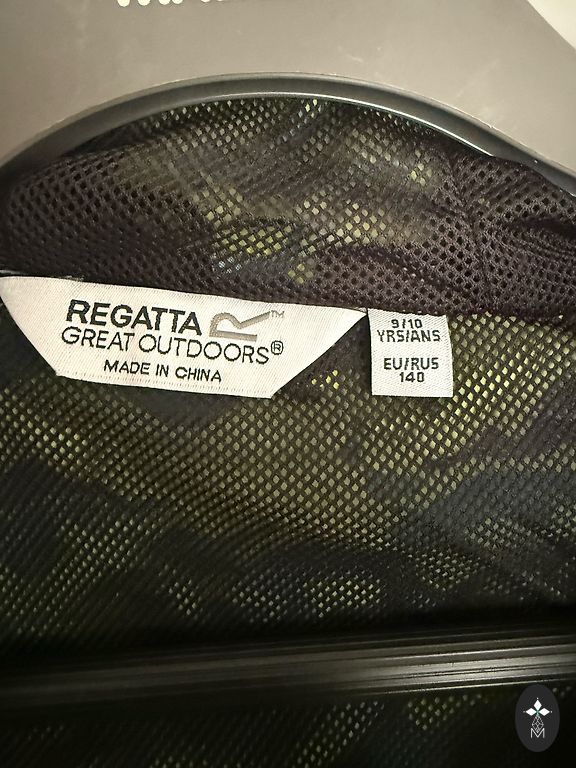 REGATTA
GREAT OUTDOORS®
MADE IN CHINA
9/10
YRS/ANS
EU/RUS
140